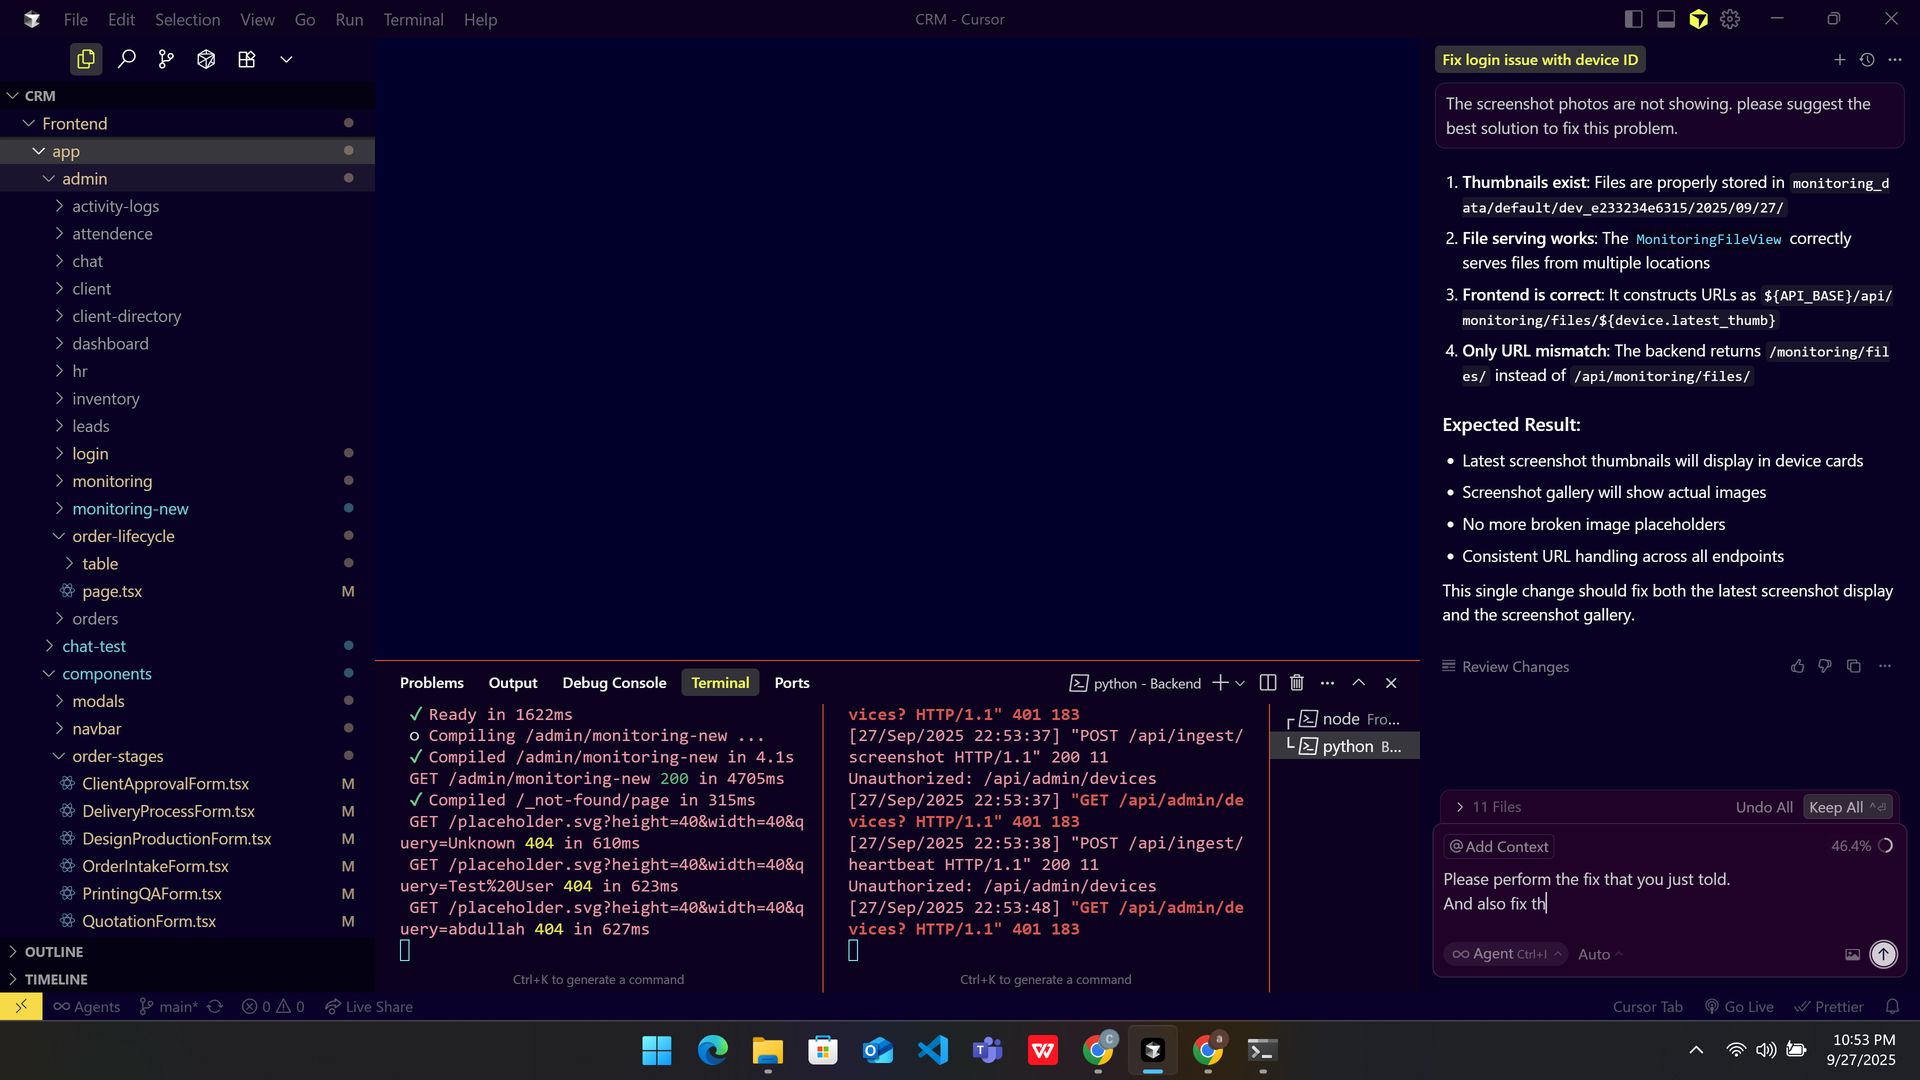 File Edit Selection View Go Run Terminal Help
CRM - Cursor
CRM
Frontend
app
admin
activity-logs
attendence
chat
client
client-directory
dashboard
hr
inventory
leads
login
monitoring
monitoring-new
order-lifecycle
table
page.tsx M
orders
chat-test
components
modals
navbar
order-stages
ClientApprovalForm.tsx M
DeliveryProcessForm.tsx M
DesignProductionForm.tsx M
OrderIntakeForm.tsx M
PrintingQAForm.tsx M
QuotationForm.tsx M
OUTLINE
TIMELINE
Problems Output Debug Console Terminal Ports
python - Backend
✓ Ready in 1622ms
○ Compiling /admin/monitoring-new ...
✓ Compiled /admin/monitoring-new in 4.1s
GET /admin/monitoring-new 200 in 4705ms
✓ Compiled /_not-found/page in 315ms
GET /placeholder.svg?height=40&width=40&q
uery=Unknown 404 in 610ms
GET /placeholder.svg?height=40&width=40&q
uery=Test%20User 404 in 623ms
GET /placeholder.svg?height=40&width=40&q
uery=abdullah 404 in 627ms
Ctrl+K to generate a command
vices? HTTP/1.1" 401 183
[27/Sep/2025 22:53:37] "POST /api/ingest/
screenshot HTTP/1.1" 200 11
Unauthorized: /api/admin/devices
[27/Sep/2025 22:53:37] "GET /api/admin/de
vices? HTTP/1.1" 401 183
[27/Sep/2025 22:53:38] "POST /api/ingest/
heartbeat HTTP/1.1" 200 11
Unauthorized: /api/admin/devices
[27/Sep/2025 22:53:48] "GET /api/admin/de
vices? HTTP/1.1" 401 183
Ctrl+K to generate a command
node Fro...
python B...
Fix login issue with device ID
The screenshot photos are not showing. please suggest the
best solution to fix this problem.
1. Thumbnails exist: Files are properly stored in monitoring_d
ata/default/dev_e233234e6315/2025/09/27/
2. File serving works: The MonitoringFileView correctly
serves files from multiple locations
3. Frontend is correct: It constructs URLs as ${API_BASE}/api/
monitoring/files/${device.latest_thumb}
4. Only URL mismatch: The backend returns /monitoring/fil
es/ instead of /api/monitoring/files/
Expected Result:
• Latest screenshot thumbnails will display in device cards
• Screenshot gallery will show actual images
• No more broken image placeholders
• Consistent URL handling across all endpoints
This single change should fix both the latest screenshot display
and the screenshot gallery.
Review Changes
11 Files Undo All Keep All
@ Add Context 46.4%
Please perform the fix that you just told.
And also fix th
Agent Ctrl+I Auto
Agents main* 0 0 Live Share
Cursor Tab Go Live Prettier
10:53 PM
9/27/2025